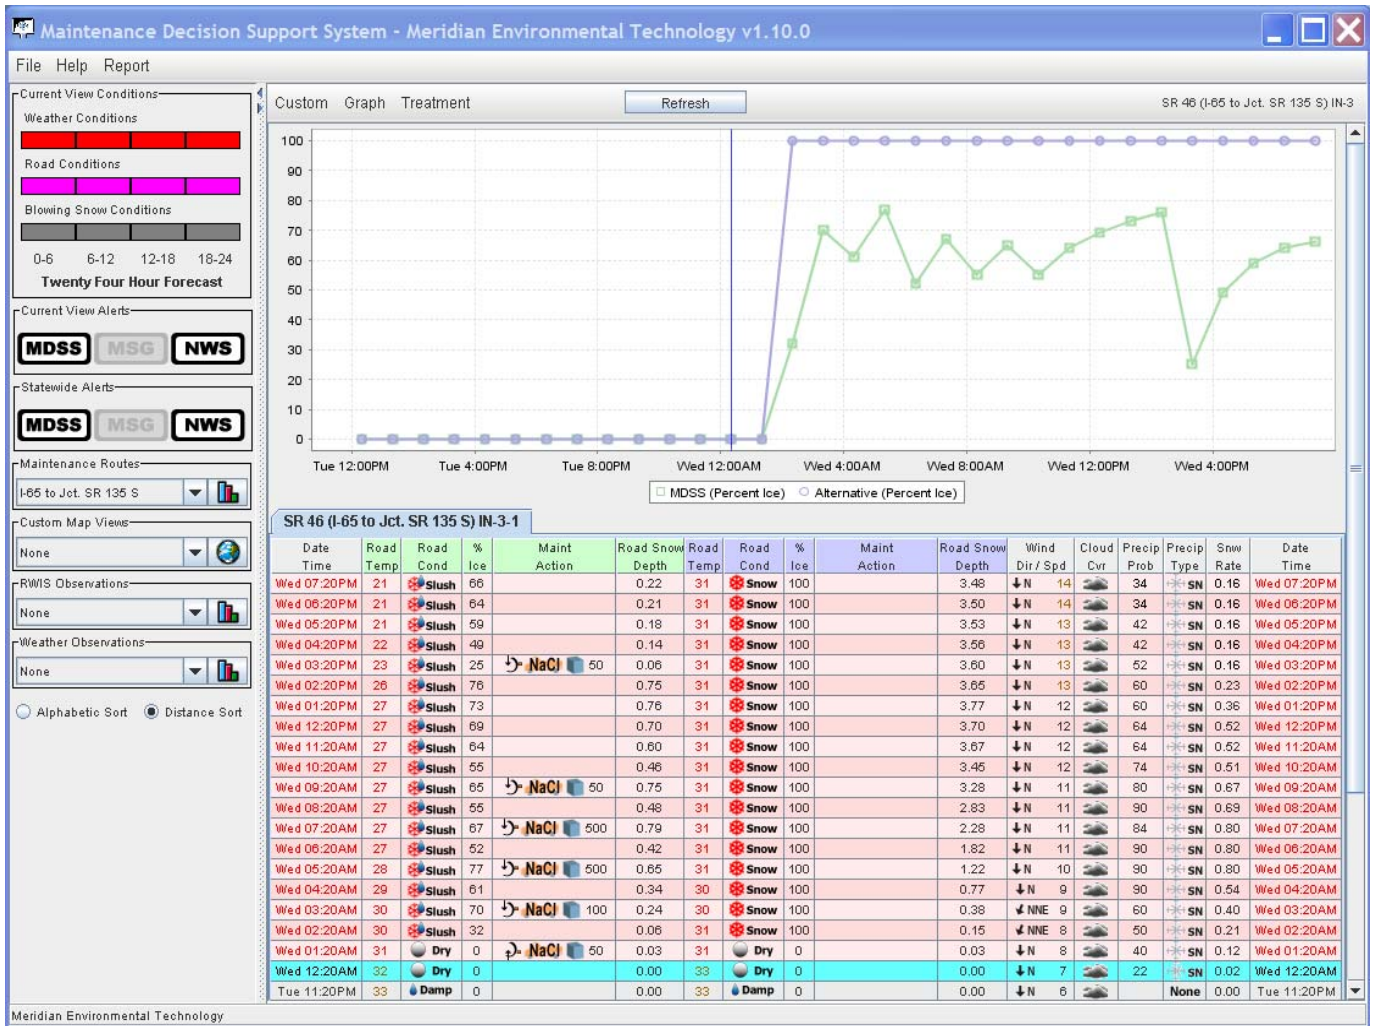 Maintenance Decision Support System - Meridian Environmental Technology v1.10.0
File Help Report
Current View Conditions
Weather Conditions
Road Conditions
Blowing Snow Conditions
0-6 6-12 12-18 18-24
Twenty Four Hour Forecast
Current View Alerts
MDSS MSG NWS
Statewide Alerts
MDSS MSG NWS
Maintenance Routes
I-65 to Jct. SR 135 S
Custom Map Views
None
RWIS Observations
None
Weather Observations
None
Alphabetic Sort Distance Sort
Custom Graph Treatment Refresh SR 46 (I-65 to Jct. SR 135 S) IN-3
100
90
80
70
60
50
40
30
20
10
0
Tue 12:00PM Tue 4:00PM Tue 8:00PM Wed 12:00AM Wed 4:00AM Wed 8:00AM Wed 12:00PM Wed 4:00PM
MDSS (Percent Ice) Alternative (Percent Ice)
SR 46 (I-65 to Jct. SR 135 S) IN-3-1
Date Road Road % Maint Road Snow Road Road % Maint Road Snow Wind Cloud Precip Precip Snw Date
Time Temp Cond Ice Action Depth Temp Cond Ice Action Depth Dir / Spd Cvr Prob Type Rate Time
Wed 07:20PM 21 Slush 66 0.22 31 Snow 100 3.48 N 14 34 SN 0.16 Wed 07:20PM
Wed 06:20PM 21 Slush 64 0.21 31 Snow 100 3.50 N 14 34 SN 0.16 Wed 06:20PM
Wed 05:20PM 21 Slush 59 0.18 31 Snow 100 3.53 N 13 42 SN 0.16 Wed 05:20PM
Wed 04:20PM 22 Slush 49 0.14 31 Snow 100 3.56 N 13 42 SN 0.16 Wed 04:20PM
Wed 03:20PM 23 Slush 25 NaCl 50 0.06 31 Snow 100 3.60 N 13 52 SN 0.16 Wed 03:20PM
Wed 02:20PM 26 Slush 76 0.75 31 Snow 100 3.65 N 13 60 SN 0.23 Wed 02:20PM
Wed 01:20PM 27 Slush 73 0.76 31 Snow 100 3.77 N 12 60 SN 0.36 Wed 01:20PM
Wed 12:20PM 27 Slush 69 0.70 31 Snow 100 3.70 N 12 64 SN 0.52 Wed 12:20PM
Wed 11:20AM 27 Slush 64 0.60 31 Snow 100 3.67 N 12 64 SN 0.52 Wed 11:20AM
Wed 10:20AM 27 Slush 55 0.46 31 Snow 100 3.45 N 12 74 SN 0.51 Wed 10:20AM
Wed 09:20AM 27 Slush 65 NaCl 50 0.75 31 Snow 100 3.28 N 11 80 SN 0.67 Wed 09:20AM
Wed 08:20AM 27 Slush 55 0.48 31 Snow 100 2.83 N 11 90 SN 0.69 Wed 08:20AM
Wed 07:20AM 27 Slush 67 NaCl 500 0.79 31 Snow 100 2.28 N 11 84 SN 0.80 Wed 07:20AM
Wed 06:20AM 27 Slush 52 0.42 31 Snow 100 1.82 N 11 90 SN 0.80 Wed 06:20AM
Wed 05:20AM 28 Slush 77 NaCl 500 0.65 31 Snow 100 1.22 N 10 90 SN 0.80 Wed 05:20AM
Wed 04:20AM 29 Slush 61 0.34 30 Snow 100 0.77 N 9 90 SN 0.54 Wed 04:20AM
Wed 03:20AM 30 Slush 70 NaCl 100 0.24 30 Snow 100 0.38 NNE 9 60 SN 0.40 Wed 03:20AM
Wed 02:20AM 30 Slush 32 0.06 31 Snow 100 0.15 NNE 8 50 SN 0.21 Wed 02:20AM
Wed 01:20AM 31 Dry 0 NaCl 50 0.03 31 Dry 0 0.03 N 8 40 SN 0.12 Wed 01:20AM
Wed 12:20AM 32 Dry 0 0.00 33 Dry 0 0.00 N 7 22 SN 0.02 Wed 12:20AM
Tue 11:20PM 33 Damp 0 0.00 33 Damp 0 0.00 N 6 None 0.00 Tue 11:20PM
Meridian Environmental Technology